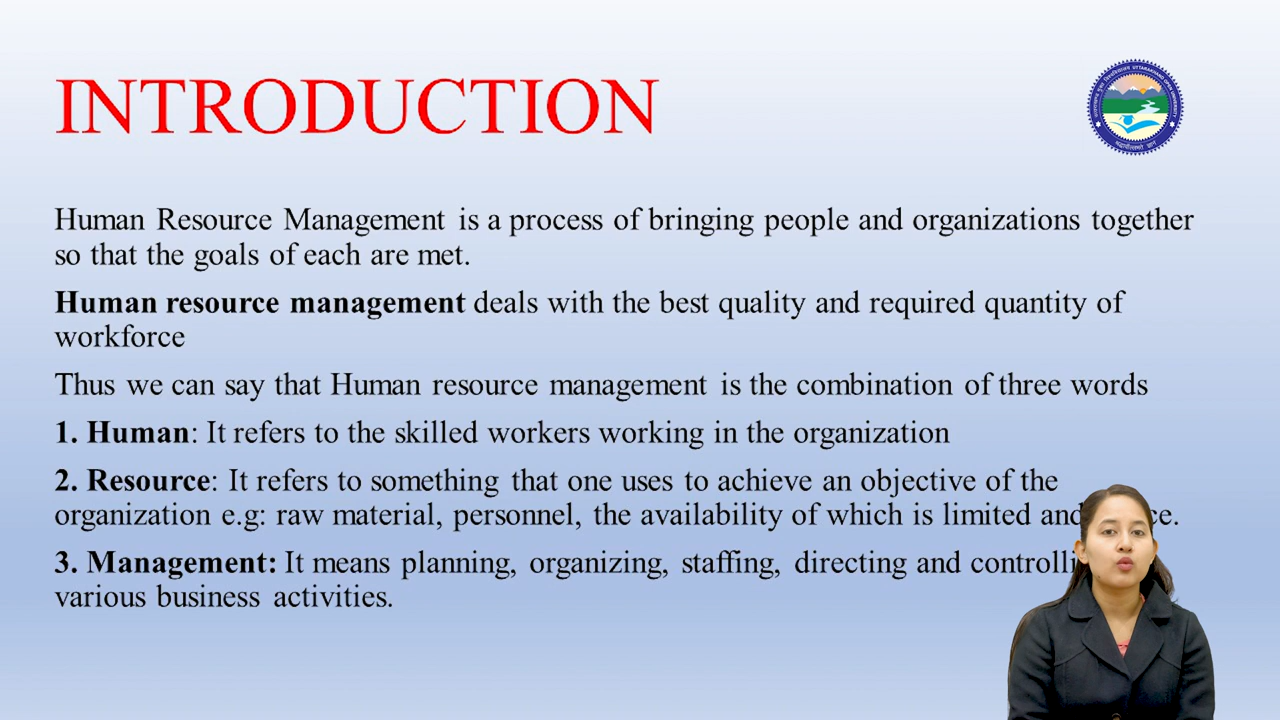 INTRODUCTION
Human Resource Management is a process of bringing people and organizations together
so that the goals of each are met.
Human resource management deals with the best quality and required quantity of
workforce
Thus we can say that Human resource management is the combination of three words
1. Human: It refers to the skilled workers working in the organization
2. Resource: It refers to something that one uses to achieve an objective of the
organization e.g: raw material, personnel, the availability of which is limited and ce.
3. Management: It means planning, organizing, staffing, directing and controlli
various business activities.